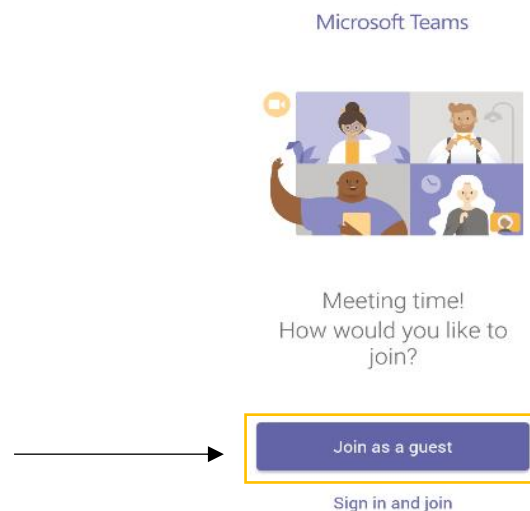 Microsoft Teams
Meeting time!
How would you like to
join?
Join as a guest
Sign in and join